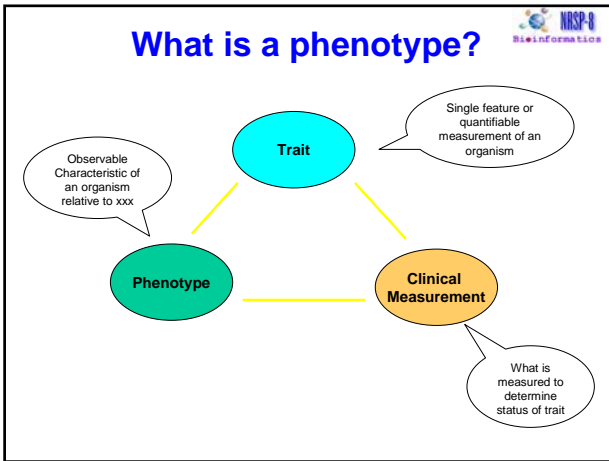 What is a phenotype?
NRSP-8
Bioinformatics
Trait
Single feature or
quantifiable
measurement of an
organism
Observable
Characteristic of
an organism
relative to xxx
Phenotype
Clinical
Measurement
What is
measured to
determine
status of trait